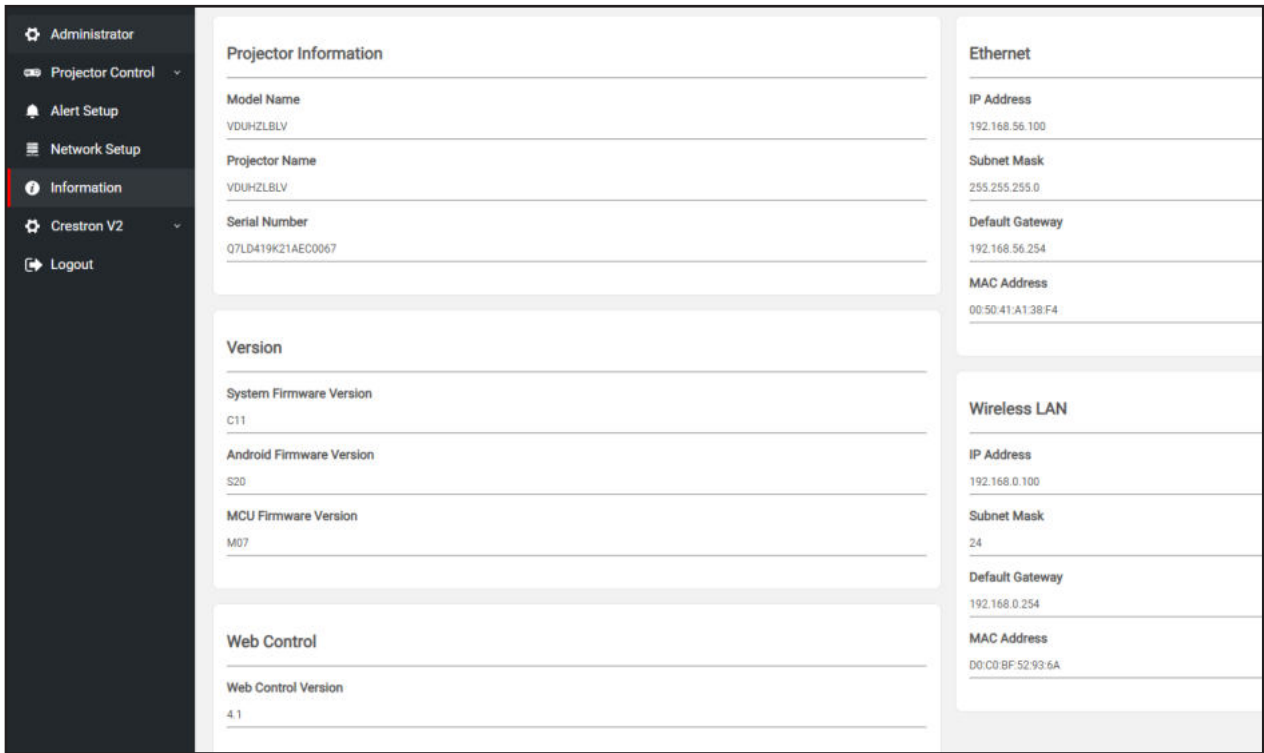 Administrator
Projector Control
Alert Setup
Network Setup
Information
Crestron V2
Logout
Projector Information
Model Name
VDUHZLBLV
Projector Name
VDUHZLBLV
Serial Number
Q7LD419K21AEC0067
Version
System Firmware Version
C11
Android Firmware Version
S20
MCU Firmware Version
M07
Web Control
Web Control Version
4.1
Ethernet
IP Address
192.168.56.100
Subnet Mask
255.255.255.0
Default Gateway
192.168.56.254
MAC Address
00:50:41:A1:38:F4
Wireless LAN
IP Address
192.168.0.100
Subnet Mask
24
Default Gateway
192.168.0.254
MAC Address
D0:C0:BF:52:93:6A